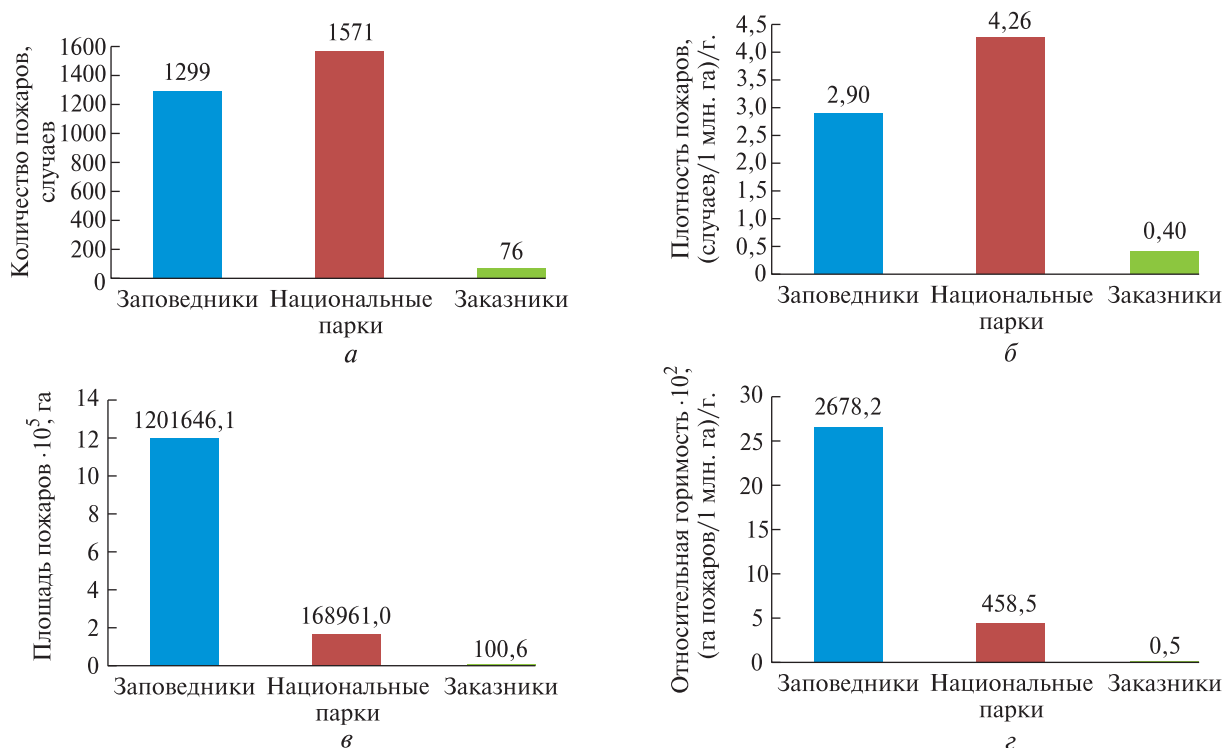 Количество пожаров,
случаев
1600
1400
1200
1000
800
600
400
200
0
1299
1571
76
Заповедники
Национальные
парки
Заказники
а
Плотность пожаров,
(случаев/1 млн. га)/г.
4,5
4,0
3,5
3,0
2,5
2,0
1,5
1,0
0,5
0
2,90
4,26
0,40
Заповедники
Национальные
парки
Заказники
б
Площадь пожаров ·10⁵, га
14
12
10
8
6
4
2
0
1201646,1
168961,0
100,6
Заповедники
Национальные
парки
Заказники
в
Относительная горимость ·10²,
(га пожаров/1 млн. га)/г.
30
25
20
15
10
5
0
2678,2
458,5
0,5
Заповедники
Национальные
парки
Заказники
г